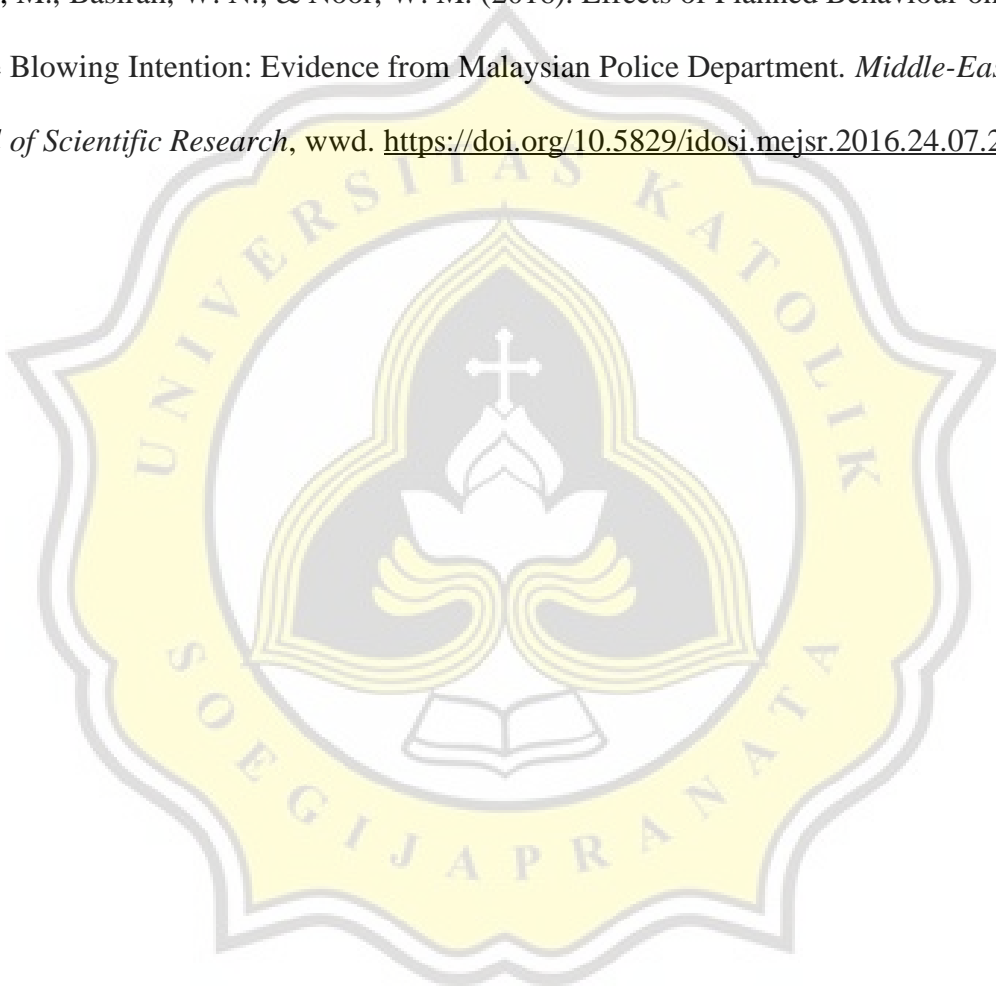 M., Basiran, W. N., & Noor, W. M. (2016). Effects of Planned Behaviour on
Blowing Intention: Evidence from Malaysian Police Department. Middle-Eas
of Scientific Research, wwd. https://doi.org/10.5829/idosi.mejsr.2016.24.07.2
UNIVERSITAS KATOLIK
SOEGIJAPRANATA